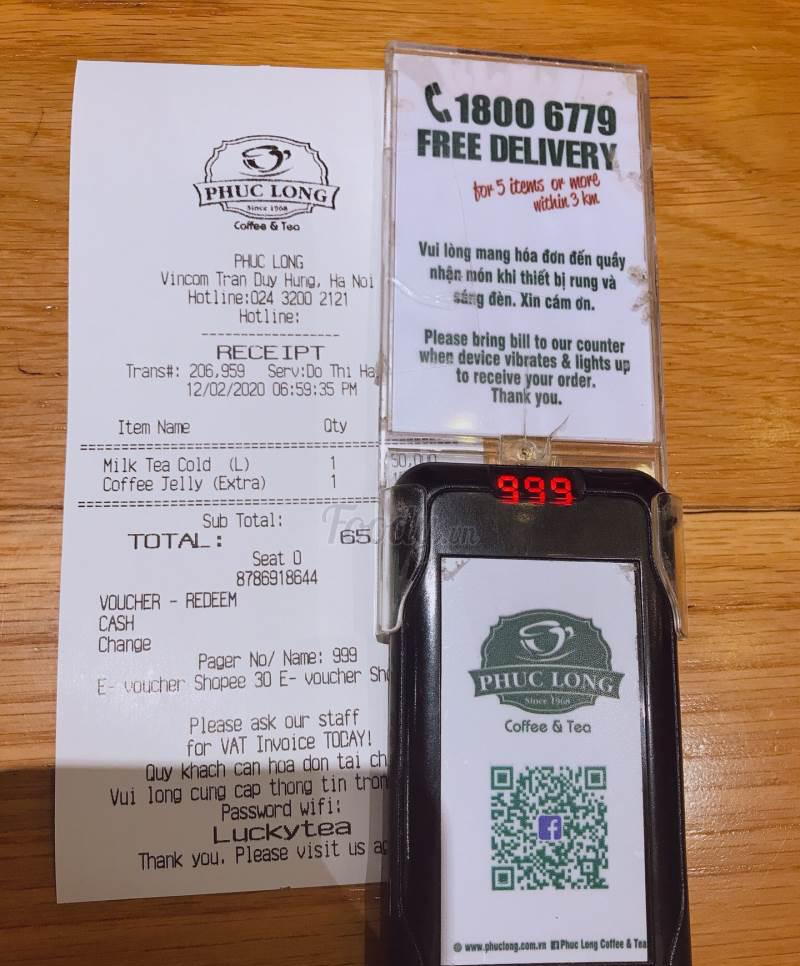 PHUC LONG
Since 1968
Coffee & Tea
PHUC LONG
Vincom Tran Duy Hung, Ha Noi
Hotline:024 3200 2121
Hotline:
RECEIPT
Trans#: 206,959 Serv:Do Thi Ha
12/02/2020 06:59:35 PM
Item Name Qty
Milk Tea Cold (L) 1 50,000
Coffee Jelly (Extra) 1
Sub Total:
TOTAL: 65
Seat 0
8786918644
VOUCHER - REDEEM
CASH
Change
Pager No/ Name: 999
E- voucher Shopee 30 E- voucher Sh
Please ask our staff
for VAT Invoice TODAY!
Quy khach can hoa don tai ch
Vui long cung cap thong tin tron
Password wifi:
Luckytea
Thank you. Please visit us ag
1800 6779
FREE DELIVERY
for 5 items or more
within 3 km
Vui lòng mang hóa đơn đến quầy
nhận món khi thiết bị rung và
sáng đèn. Xin cám ơn.
Please bring bill to our counter
when device vibrates & lights up
to receive your order.
Thank you.
999
PHUC LONG
Since 1968
Coffee & Tea
www.phuclong.com.vn Phuc Long Coffee & Tea
Foody.vn